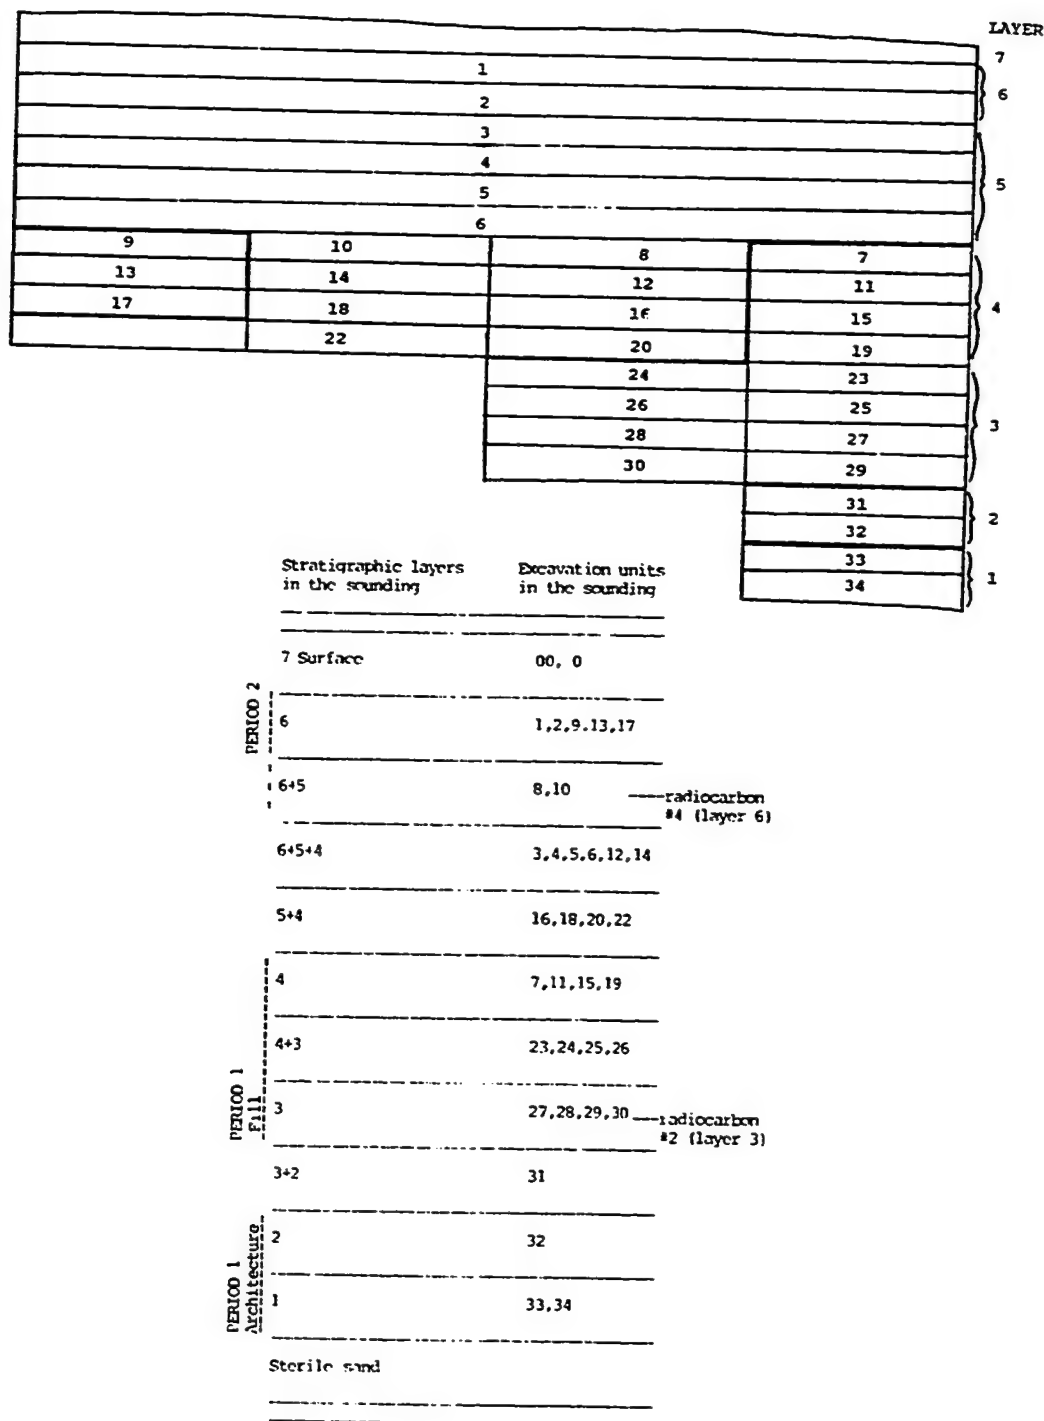 LAYER
7
1
6
2
3
4
5
5
6
9 10 8 7
13 14 12 11
17 18 16 15
4
22 20 19
24 23
26 25
3
28 27
30 29
31
2
32
33
1
34
Stratigraphic layers
in the sounding
Excavation units
in the sounding
7 Surface 00, 0
PERIOD 2
6 1,2,9.13,17
6+5 8,10
radiocarbon
#4 (layer 6)
6+5+4 3,4,5,6,12,14
5+4 16,18,20,22
4 7,11,15,19
4+3 23,24,25,26
PERIOD 1
Fill
3 27,28,29,30
radiocarbon
#2 (layer 3)
3+2 31
PERIOD 1
Architecture
2 32
1 33,34
Sterile sand